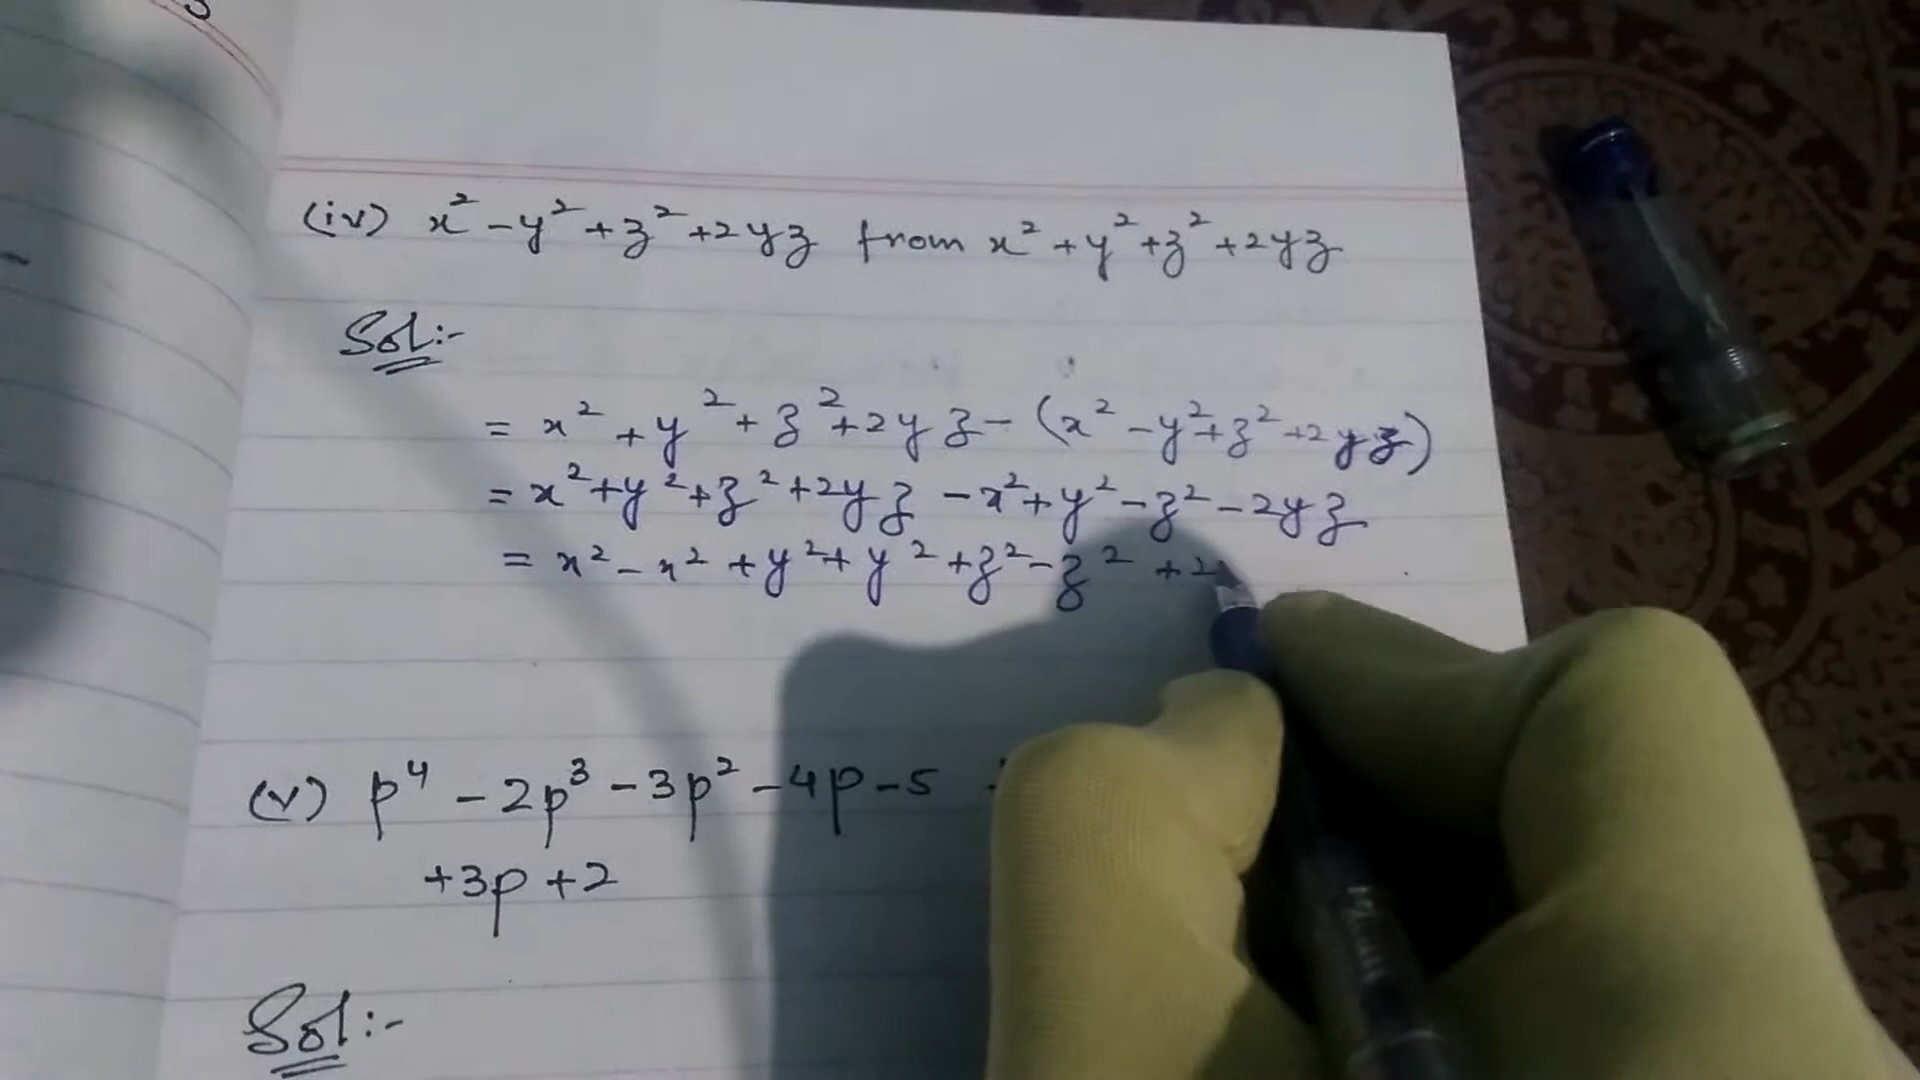 (iv) x² - y² + z² + 2yz from x² + y² + z² + 2yz
Sol:-
= x² + y² + z² + 2yz - (x² - y² + z² + 2yz)
= x² + y² + z² + 2yz - x² + y² - z² - 2yz
= x² - x² + y² + y² + z² - z² + 2
(v) p⁴ - 2p³ - 3p² - 4p - 5
+3p + 2
Sol:-